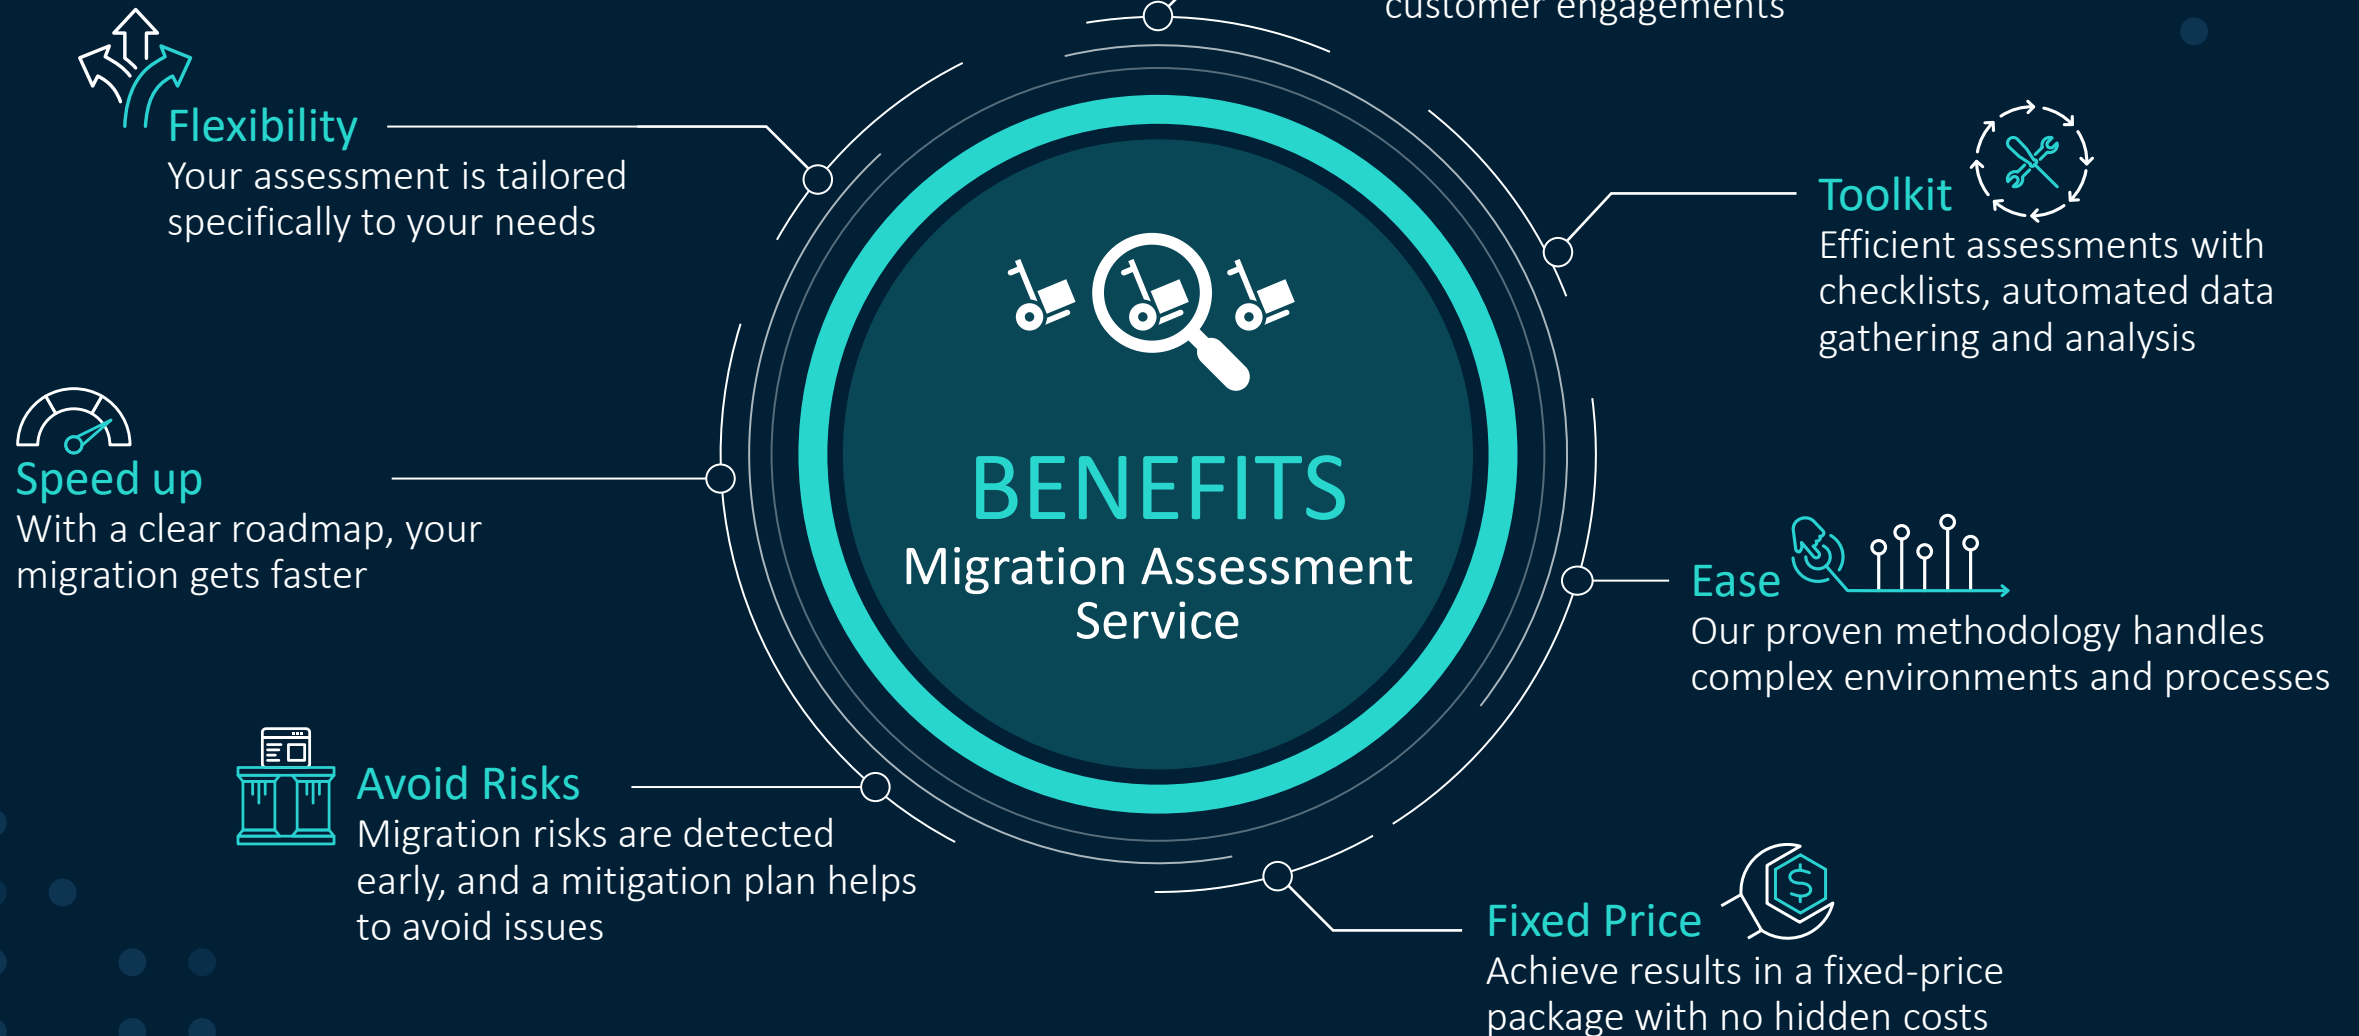 customer engagements
Flexibility
Your assessment is tailored
specifically to your needs
Toolkit
Efficient assessments with
checklists, automated data
gathering and analysis
BENEFITS
Migration Assessment
Service
Speed up
With a clear roadmap, your
migration gets faster
Ease
Our proven methodology handles
complex environments and processes
Avoid Risks
Migration risks are detected
early, and a mitigation plan helps
to avoid issues
$
Fixed Price
Achieve results in a fixed-price
package with no hidden costs